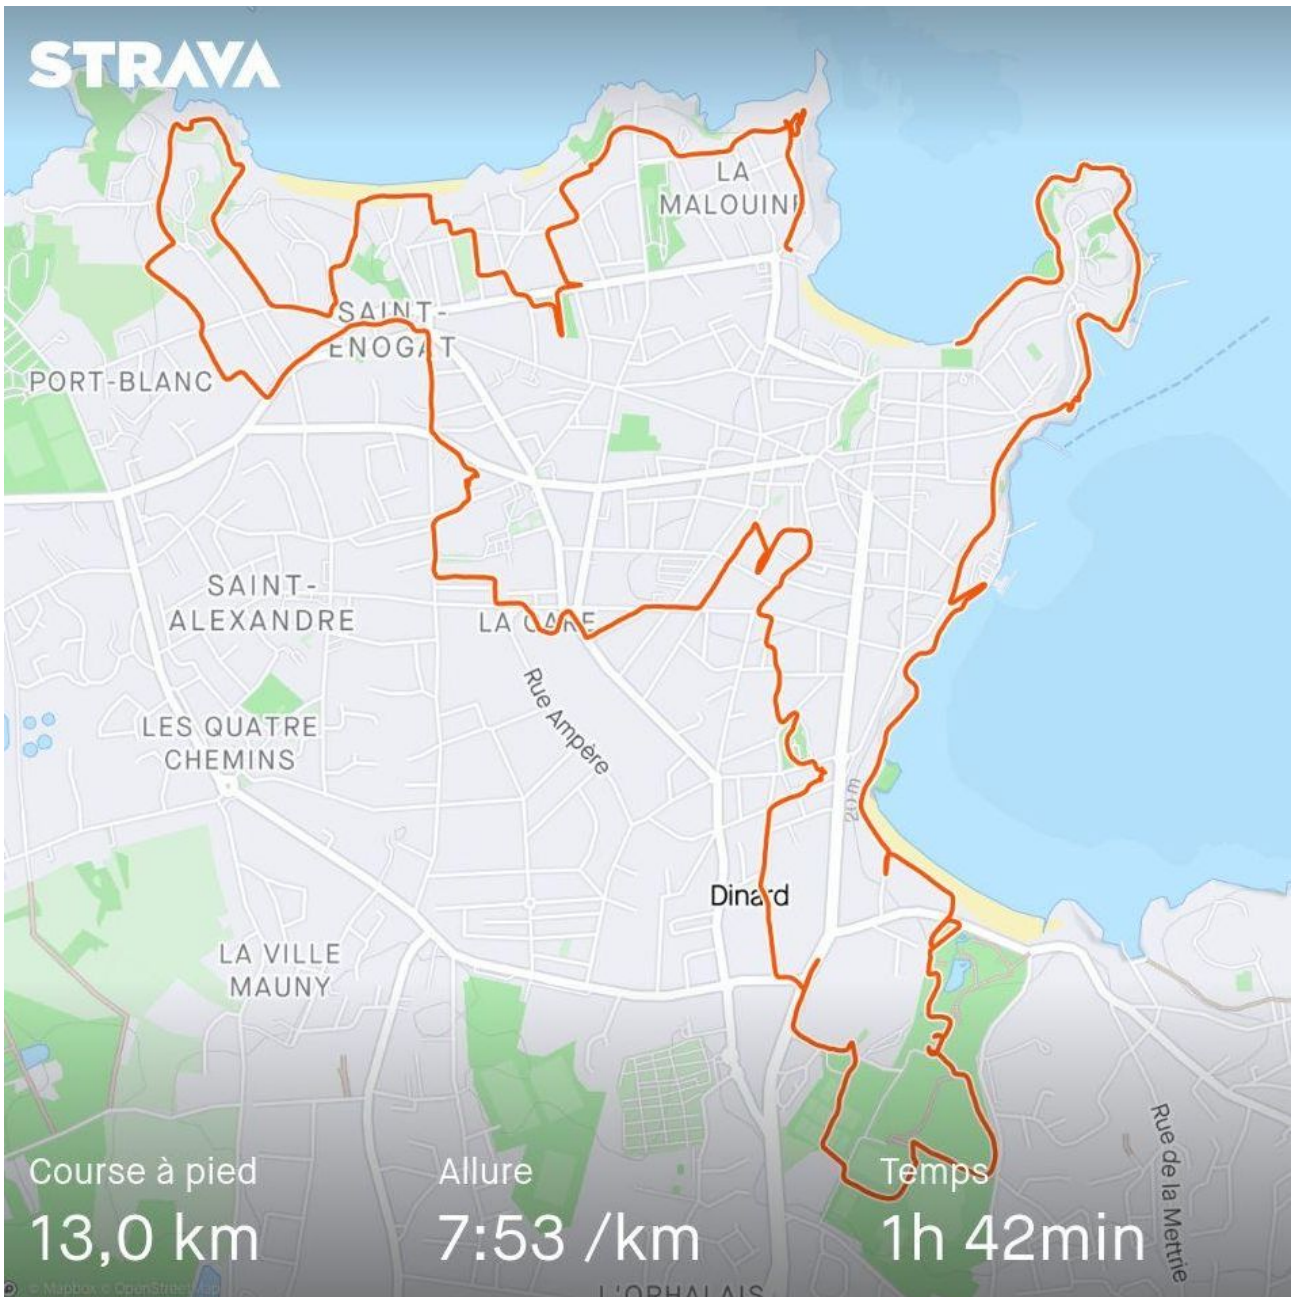 STRAVA
LA
MALOUINE
SAINT-
ENOGAT
PORT-BLANC
SAINT-
ALEXANDRE
LA GARE
Rue Ampère
LES QUATRE
CHEMINS
20 m
Dinard
LA VILLE
MAUNY
Rue de la Mettrie
Course à pied
Allure
Temps
13,0 km
7:53 /km
1h 42min
© Mapbox © OpenStreetMap
L'ORHALAIS